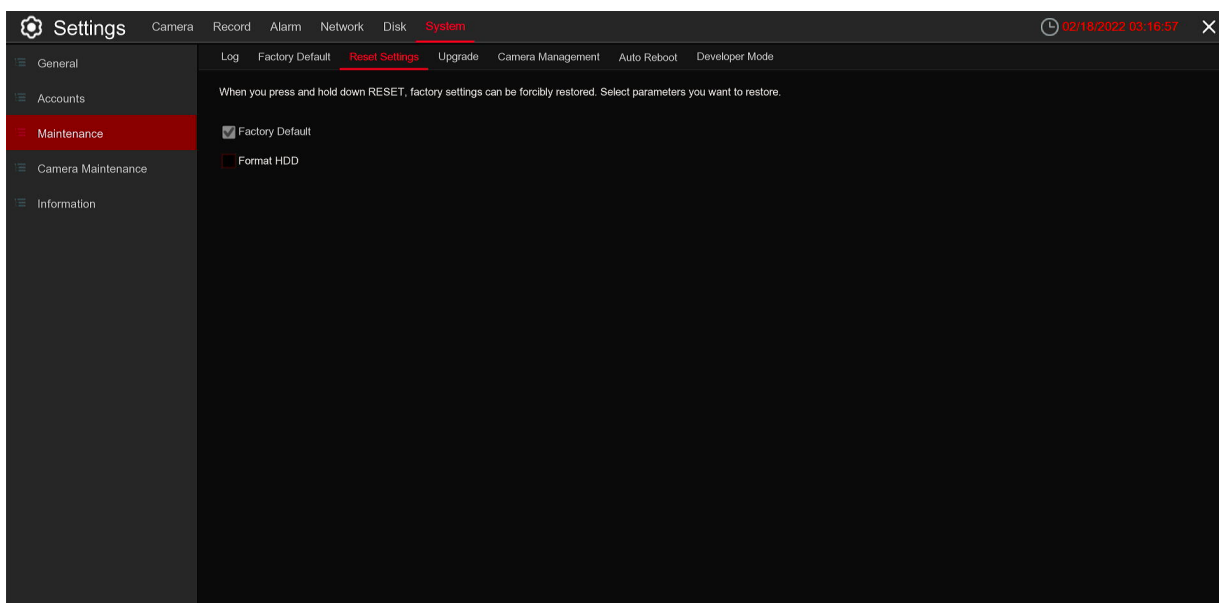 Settings Camera Record Alarm Network Disk System 02/18/2022 03:16:57
Log Factory Default Reset Settings Upgrade Camera Management Auto Reboot Developer Mode
General
Accounts
Maintenance
Camera Maintenance
Information
When you press and hold down RESET, factory settings can be forcibly restored. Select parameters you want to restore.
Factory Default
Format HDD